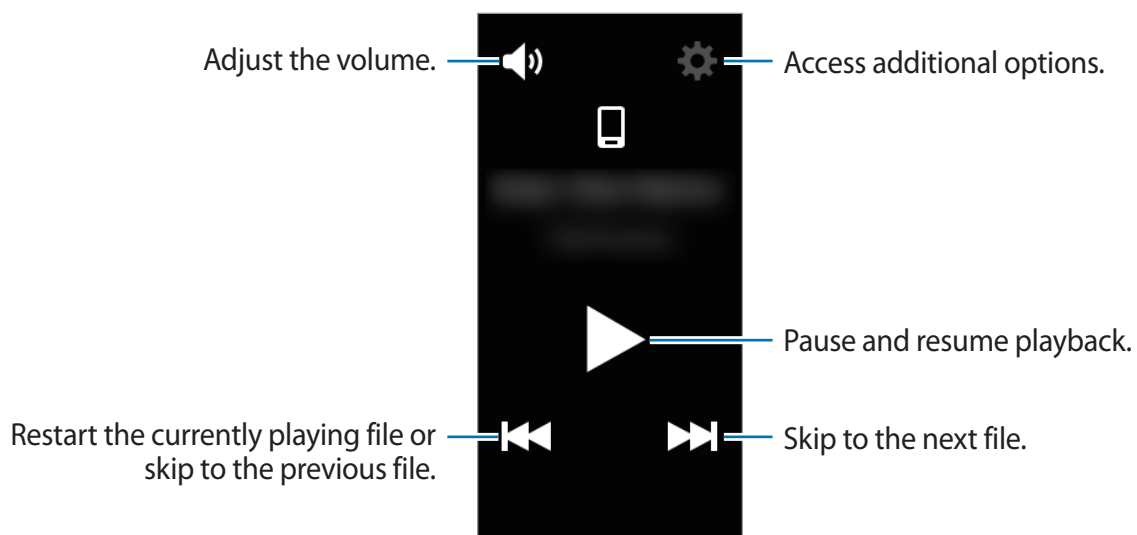 Adjust the volume.
Access additional options.
Pause and resume playback.
Restart the currently playing file or
skip to the previous file.
Skip to the next file.